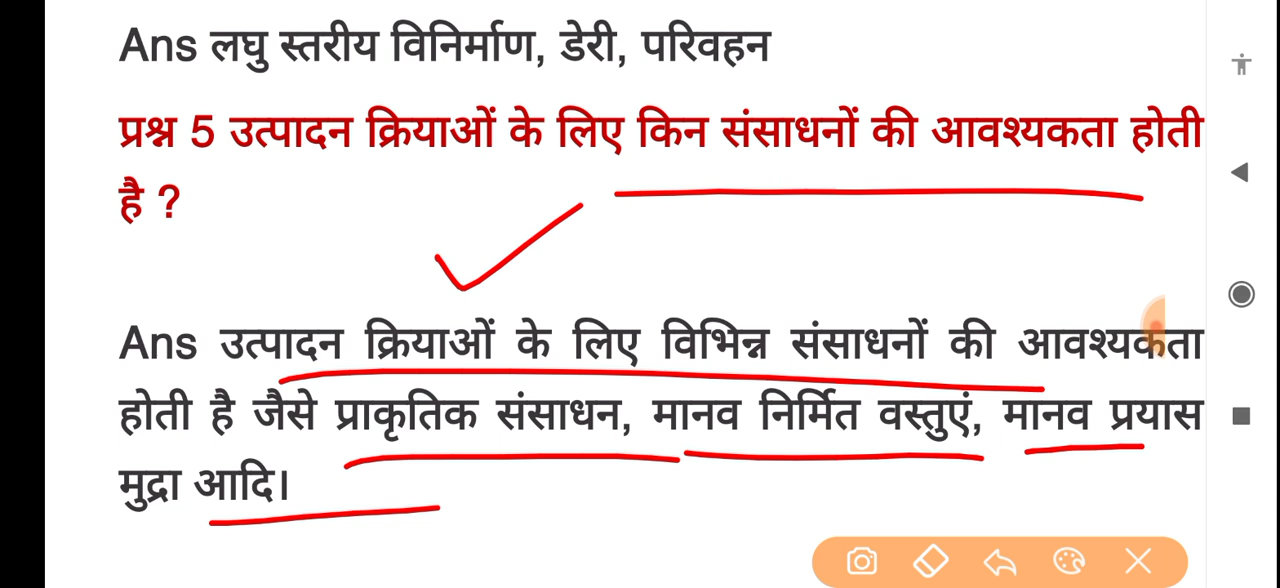 Ans लघु स्तरीय विनिर्माण, डेरी, परिवहन
प्रश्न 5 उत्पादन क्रियाओं के लिए किन संसाधनों की आवश्यकता होती
है ?
Ans उत्पादन क्रियाओं के लिए विभिन्न संसाधनों की आवश्यकता
होती है जैसे प्राकृतिक संसाधन, मानव निर्मित वस्तुएं, मानव प्रयास
मुद्रा आदि।